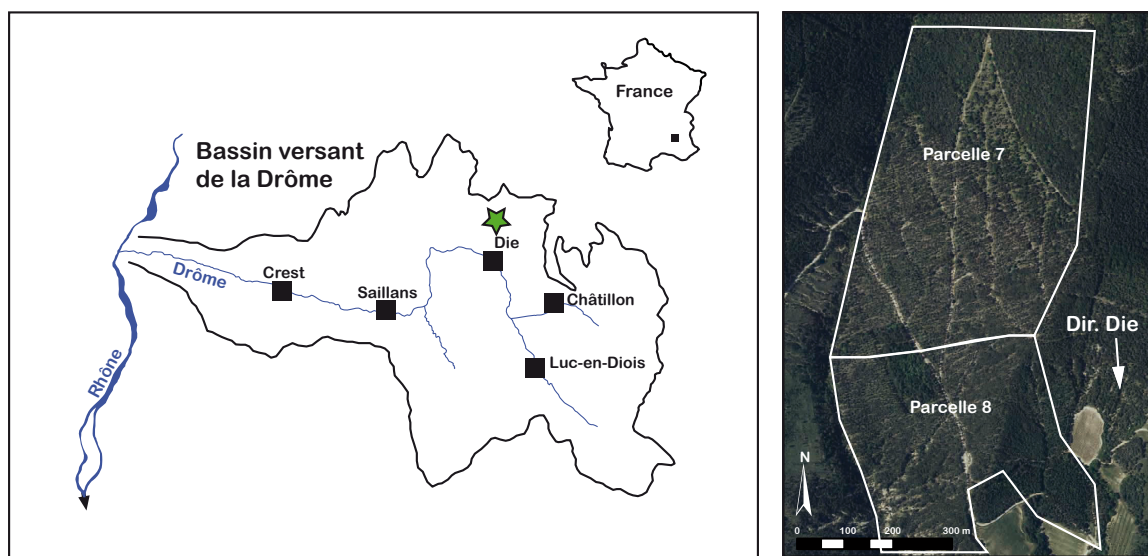 France
Bassin versant
de la Drôme
Die
Drôme
Crest
Saillans
Châtillon
Luc-en-Diois
Rhône
Parcelle 7
Dir. Die
Parcelle 8
N
0 100 200 300 m